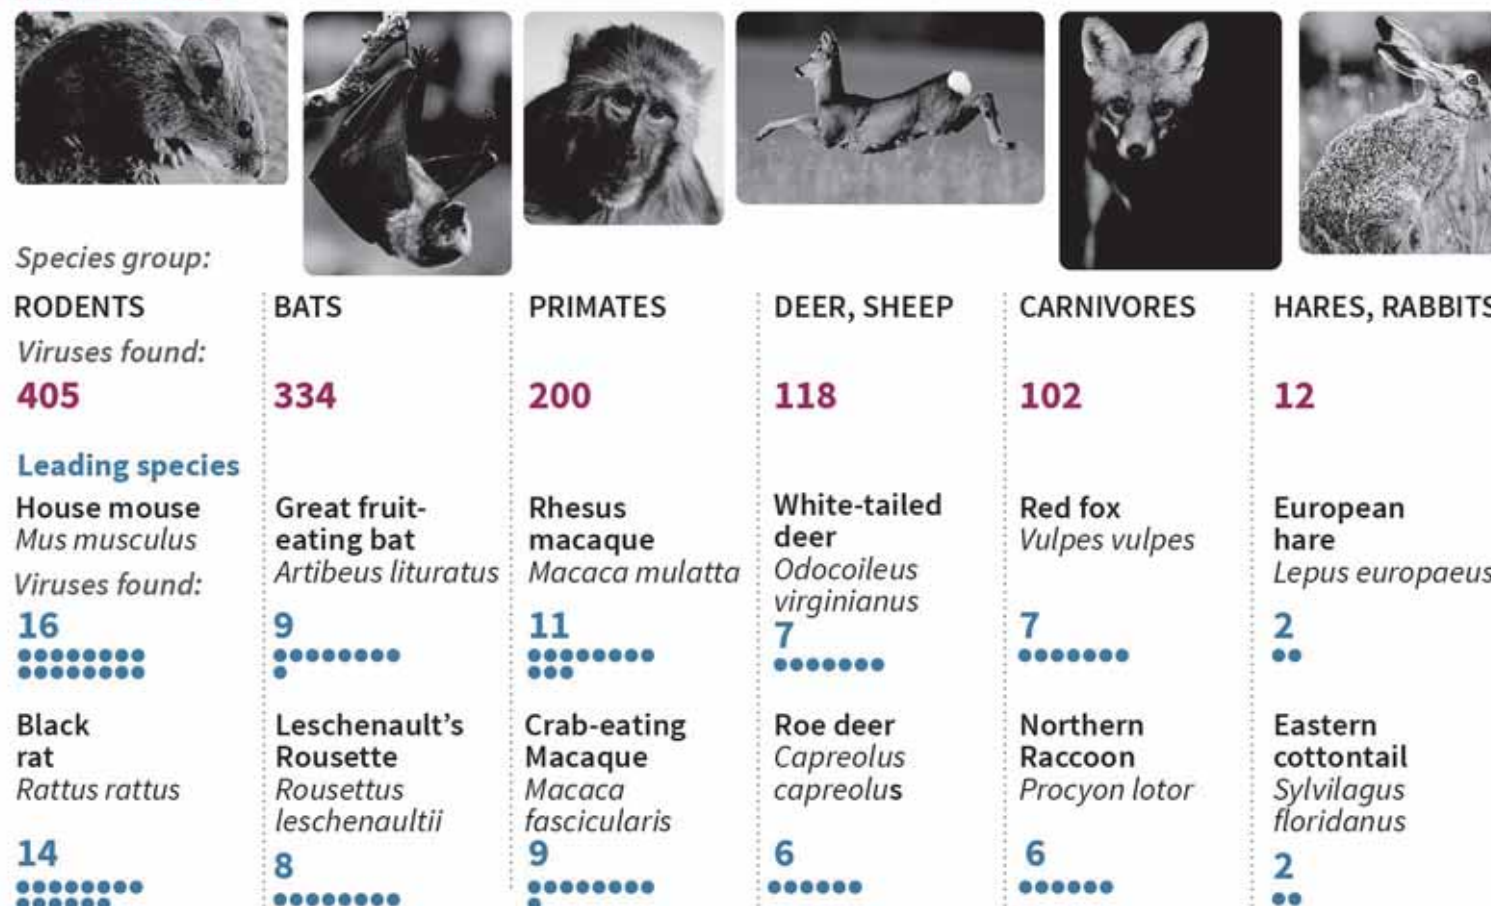 Species group:
RODENTS
BATS
PRIMATES
DEER, SHEEP
CARNIVORES
HARES, RABBITS
Viruses found:
405
334
200
118
102
12
Leading species
House mouse
Mus musculus
Viruses found:
16
Great fruit-
eating bat
Artibeus lituratus
9
Rhesus
macaque
Macaca mulatta
11
White-tailed
deer
Odocoileus
virginianus
7
Red fox
Vulpes vulpes
7
European
hare
Lepus europaeus
2
Black
rat
Rattus rattus
14
Leschenault’s
Rousette
Rousettus
leschenaultii
8
Crab-eating
Macaque
Macaca
fascicularis
9
Roe deer
Capreolus
capreolus
6
Northern
Raccoon
Procyon lotor
6
Eastern
cottontail
Sylvilagus
floridanus
2